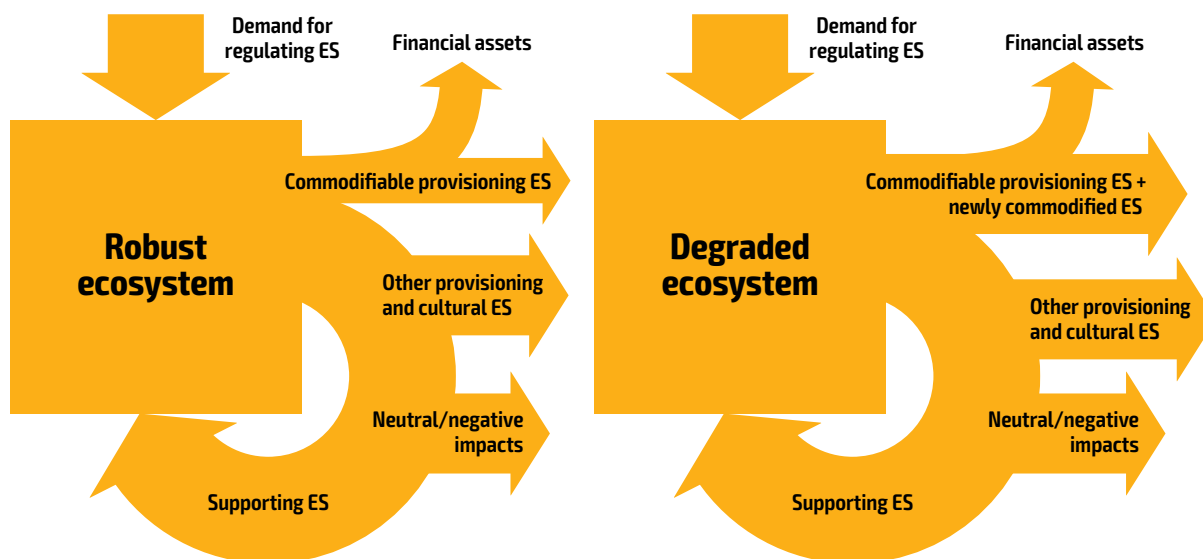 Demand for
regulating ES
Financial assets
Commodifiable provisioning ES
Robust
ecosystem
Other provisioning
and cultural ES
Neutral/negative
impacts
Supporting ES
Demand for
regulating ES
Financial assets
Commodifiable provisioning ES +
newly commodified ES
Degraded
ecosystem
Other provisioning
and cultural ES
Neutral/negative
impacts
Supporting ES